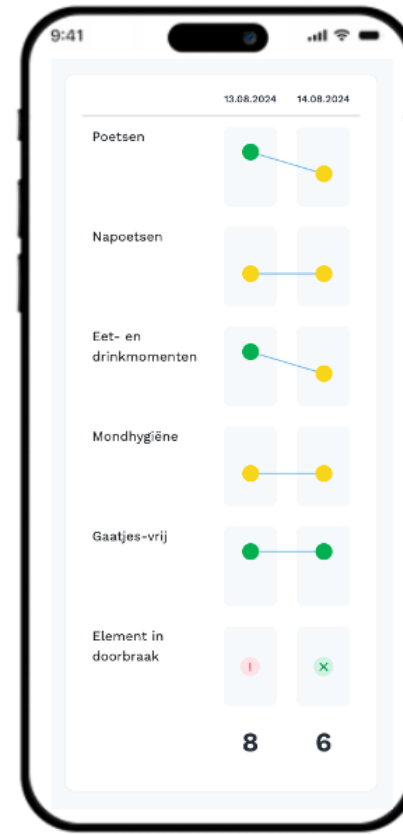 9:41
13.08.2024 14.08.2024
Poetsen
Napoetsen
Eet- en
drinkmomenten
Mondhygiëne
Gaatjes-vrij
Element in
doorbraak
! ×
8 6